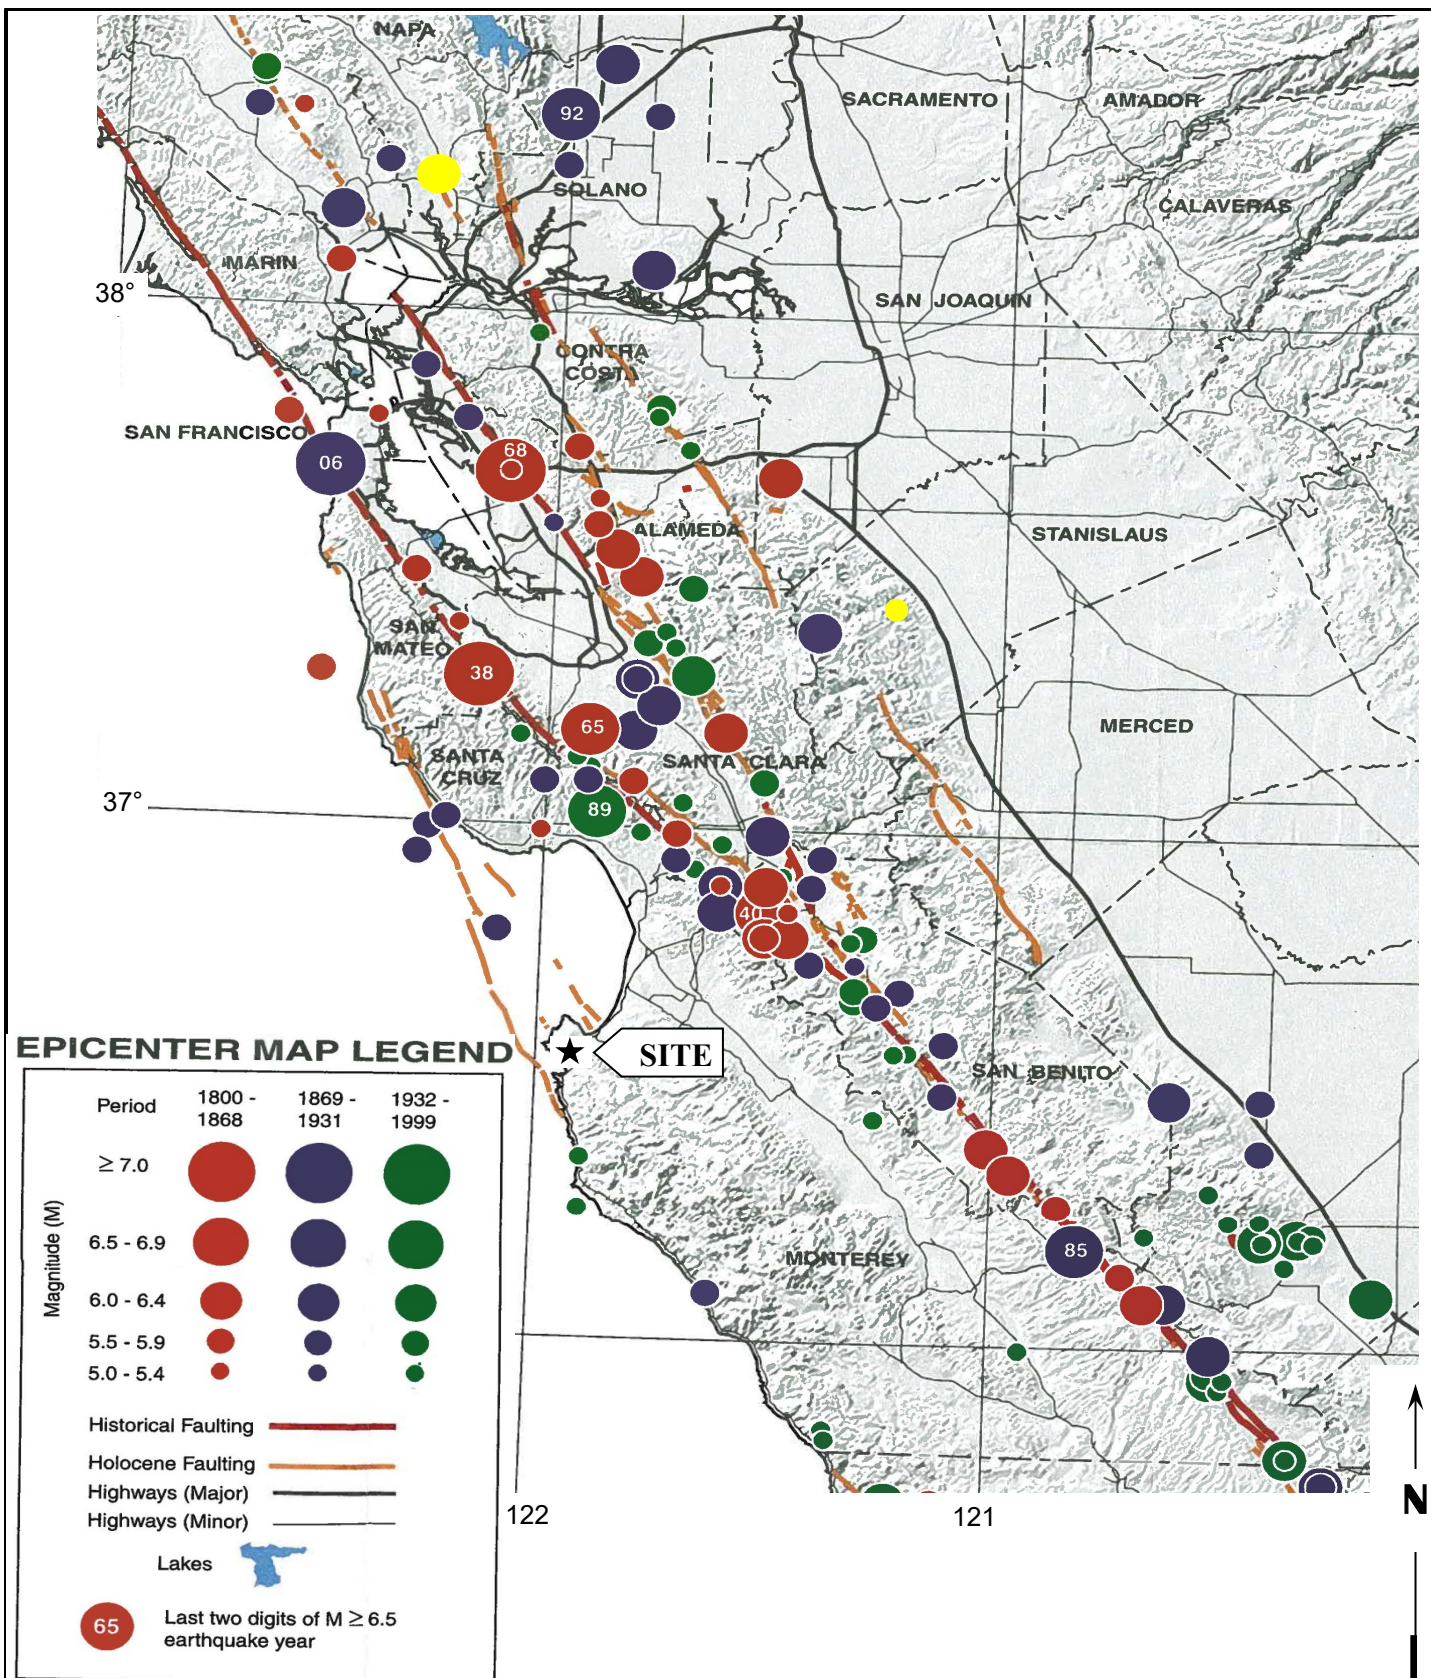 NAPA
92
SACRAMENTO
AMADOR
SOLANO
CALAVERAS
MARIN
38°
SAN JOAQUIN
CONTRA
COST
SAN FRANCISCO
68
06
ALAMEDA
STANISLAUS
SAN
MATEO
38
65
MERCED
SANTA
CRUZ
SANTA CLARA
37°
89
40
SITE
SAN BENITO
MONTEREY
85
EPICENTER MAP LEGEND
Period
1800 -
1868
1869 -
1931
1932 -
1999
≥ 7.0
Magnitude (M)
6.5 - 6.9
6.0 - 6.4
5.5 - 5.9
5.0 - 5.4
Historical Faulting
Holocene Faulting
Highways (Major)
Highways (Minor)
Lakes
65
Last two digits of M ≥ 6.5
earthquake year
122
121
N